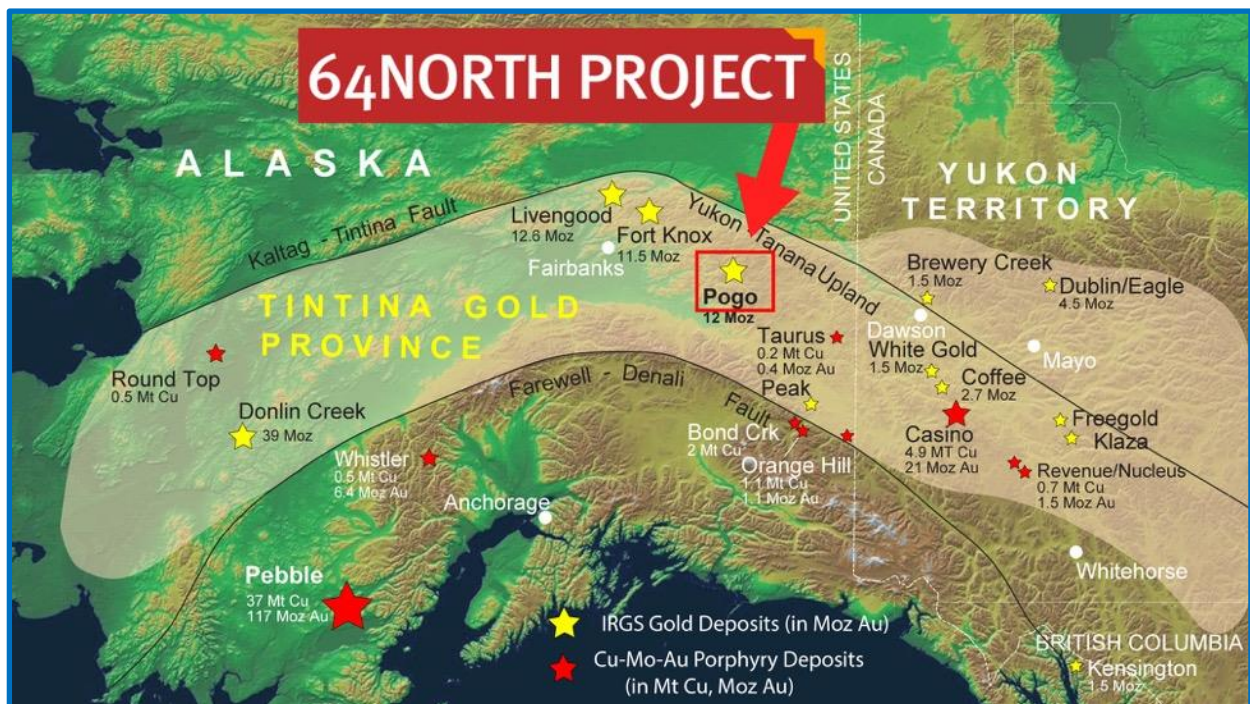 64NORTH PROJECT
ALASKA
UNITED STATES
CANADA
YUKON
TERRITORY
Kaltag - Tintina Fault
Livengood
12.6 Moz
Fort Knox
11.5 Moz
Fairbanks
Yukon - Tanana Upland
Pogo
12 Moz
Brewery Creek
1.5 Moz
Dublin/Eagle
4.5 Moz
Dawson
Mayo
TINTINA GOLD
PROVINCE
Taurus
0.2 Mt Cu
0.4 Moz Au
White Gold
1.5 Moz
Coffee
2.7 Moz
Round Top
0.5 Mt Cu
Farewell - Denali Fault
Peak
Donlin Creek
39 Moz
Freegold
Klaza
Casino
4.9 MT Cu
21 Moz Au
Bond Crk
2 Mt Cu
Orange Hill
1.1 Mt Cu
1.1 Moz Au
Whistler
0.5 Mt Cu
6.4 Moz Au
Revenue/Nucleus
0.7 Mt Cu
1.5 Moz Au
Anchorage
Whitehorse
Pebble
37 Mt Cu
117 Moz Au
IRGS Gold Deposits (in Moz Au)
Cu-Mo-Au Porphyry Deposits
(in Mt Cu, Moz Au)
BRITISH COLUMBIA
Kensington
1.5 Moz